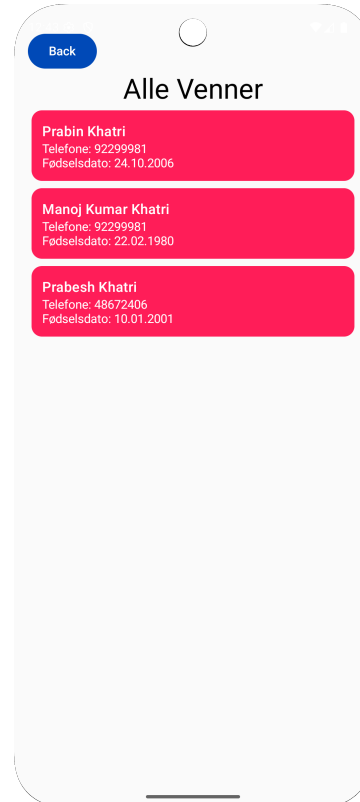 Back
Alle Venner
Prabin Khatri
Telefone: 92299981
Fødselsdato: 24.10.2006
Manoj Kumar Khatri
Telefone: 92299981
Fødselsdato: 22.02.1980
Prabesh Khatri
Telefone: 48672406
Fødselsdato: 10.01.2001